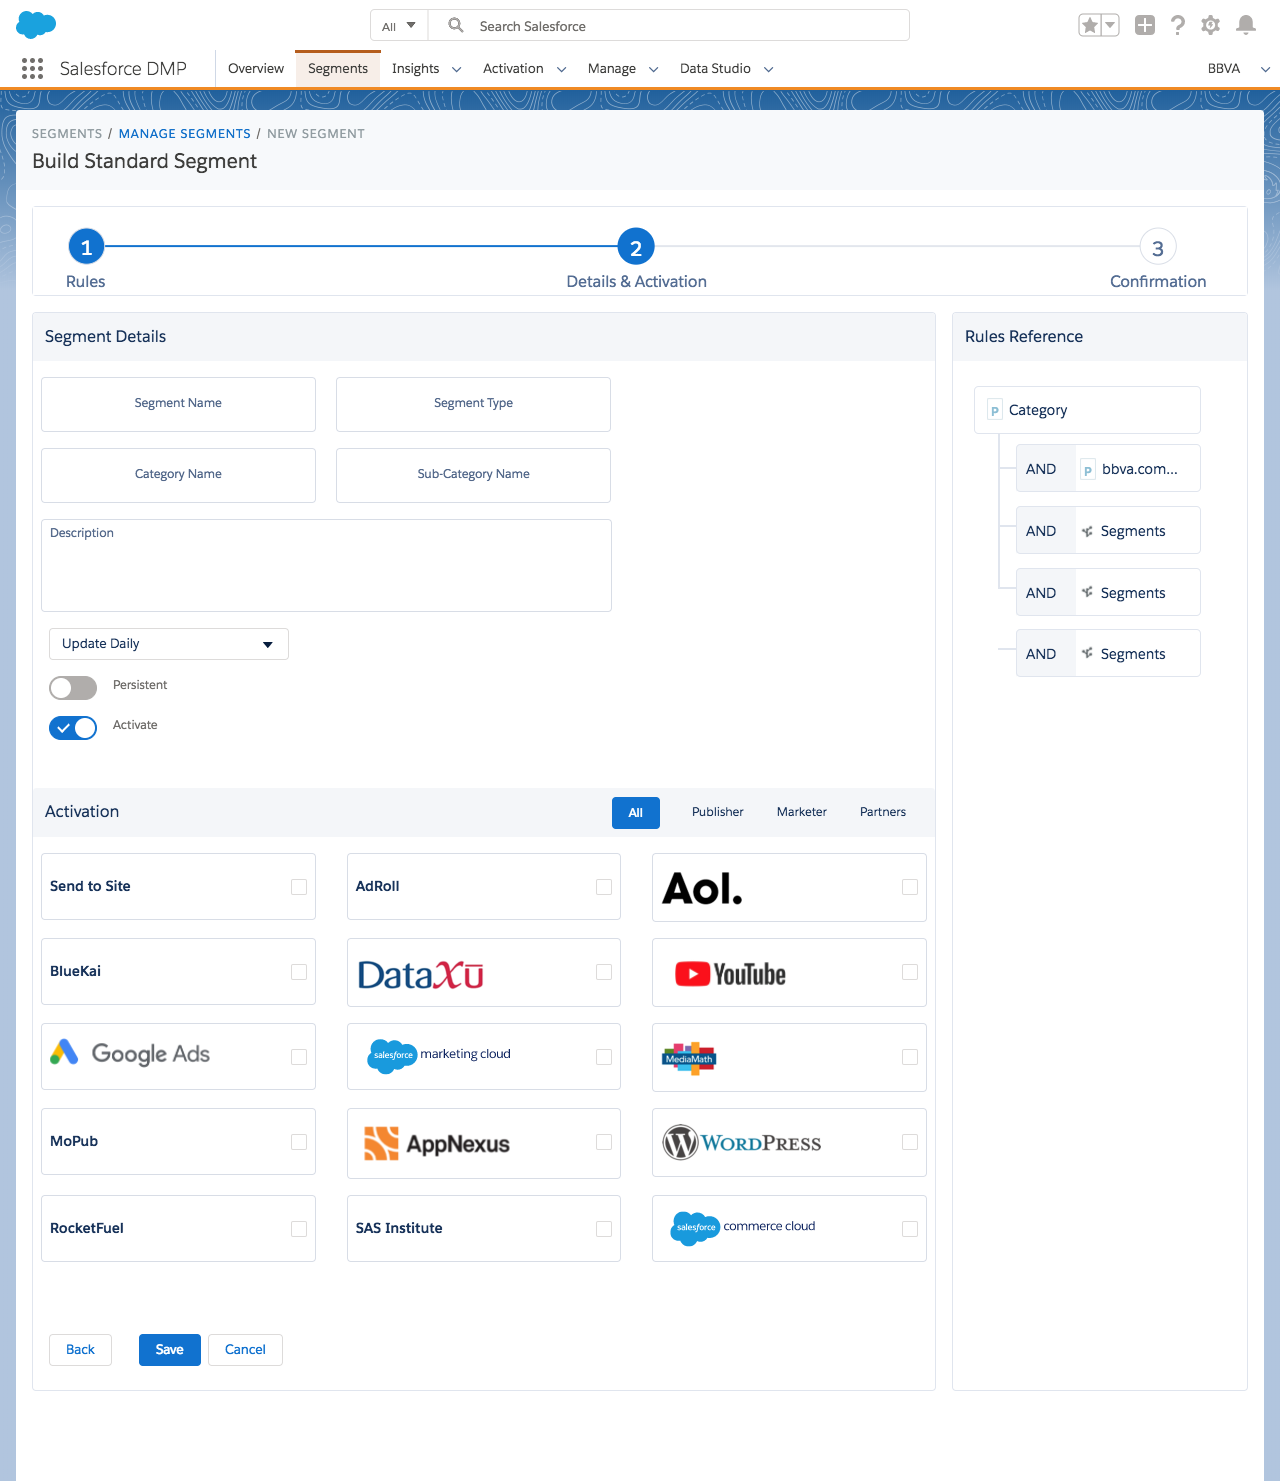 All
Search Salesforce
Salesforce DMP
Overview
Segments
Insights
Activation
Manage
Data Studio
BBVA
SEGMENTS / MANAGE SEGMENTS / NEW SEGMENT
Build Standard Segment
1
2
3
Rules
Details & Activation
Confirmation
Segment Details
Segment Name
Segment Type
Category Name
Sub-Category Name
Description
Update Daily
Persistent
Activate
Rules Reference
P Category
AND P bbva.com...
AND Segments
AND Segments
AND Segments
Activation
All
Publisher
Marketer
Partners
Send to Site
AdRoll
Aol.
BlueKai
DataXū
YouTube
Google Ads
salesforce marketing cloud
MediaMath
MoPub
AppNexus
WORDPRESS
RocketFuel
SAS Institute
salesforce commerce cloud
Back
Save
Cancel